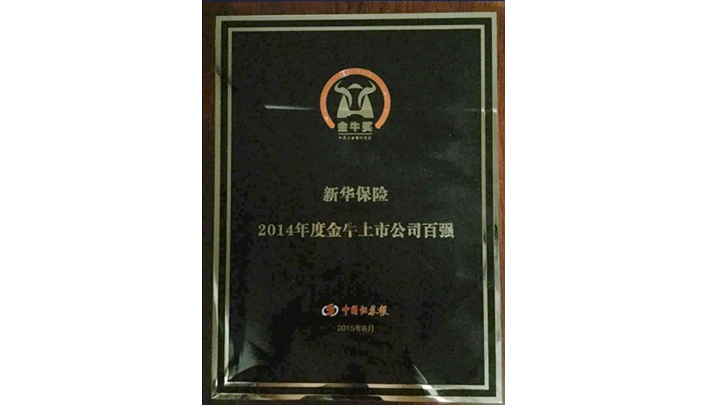 金牛奖
新华保险
2014年度金牛上市公司百强
中国证券报
2015年6月